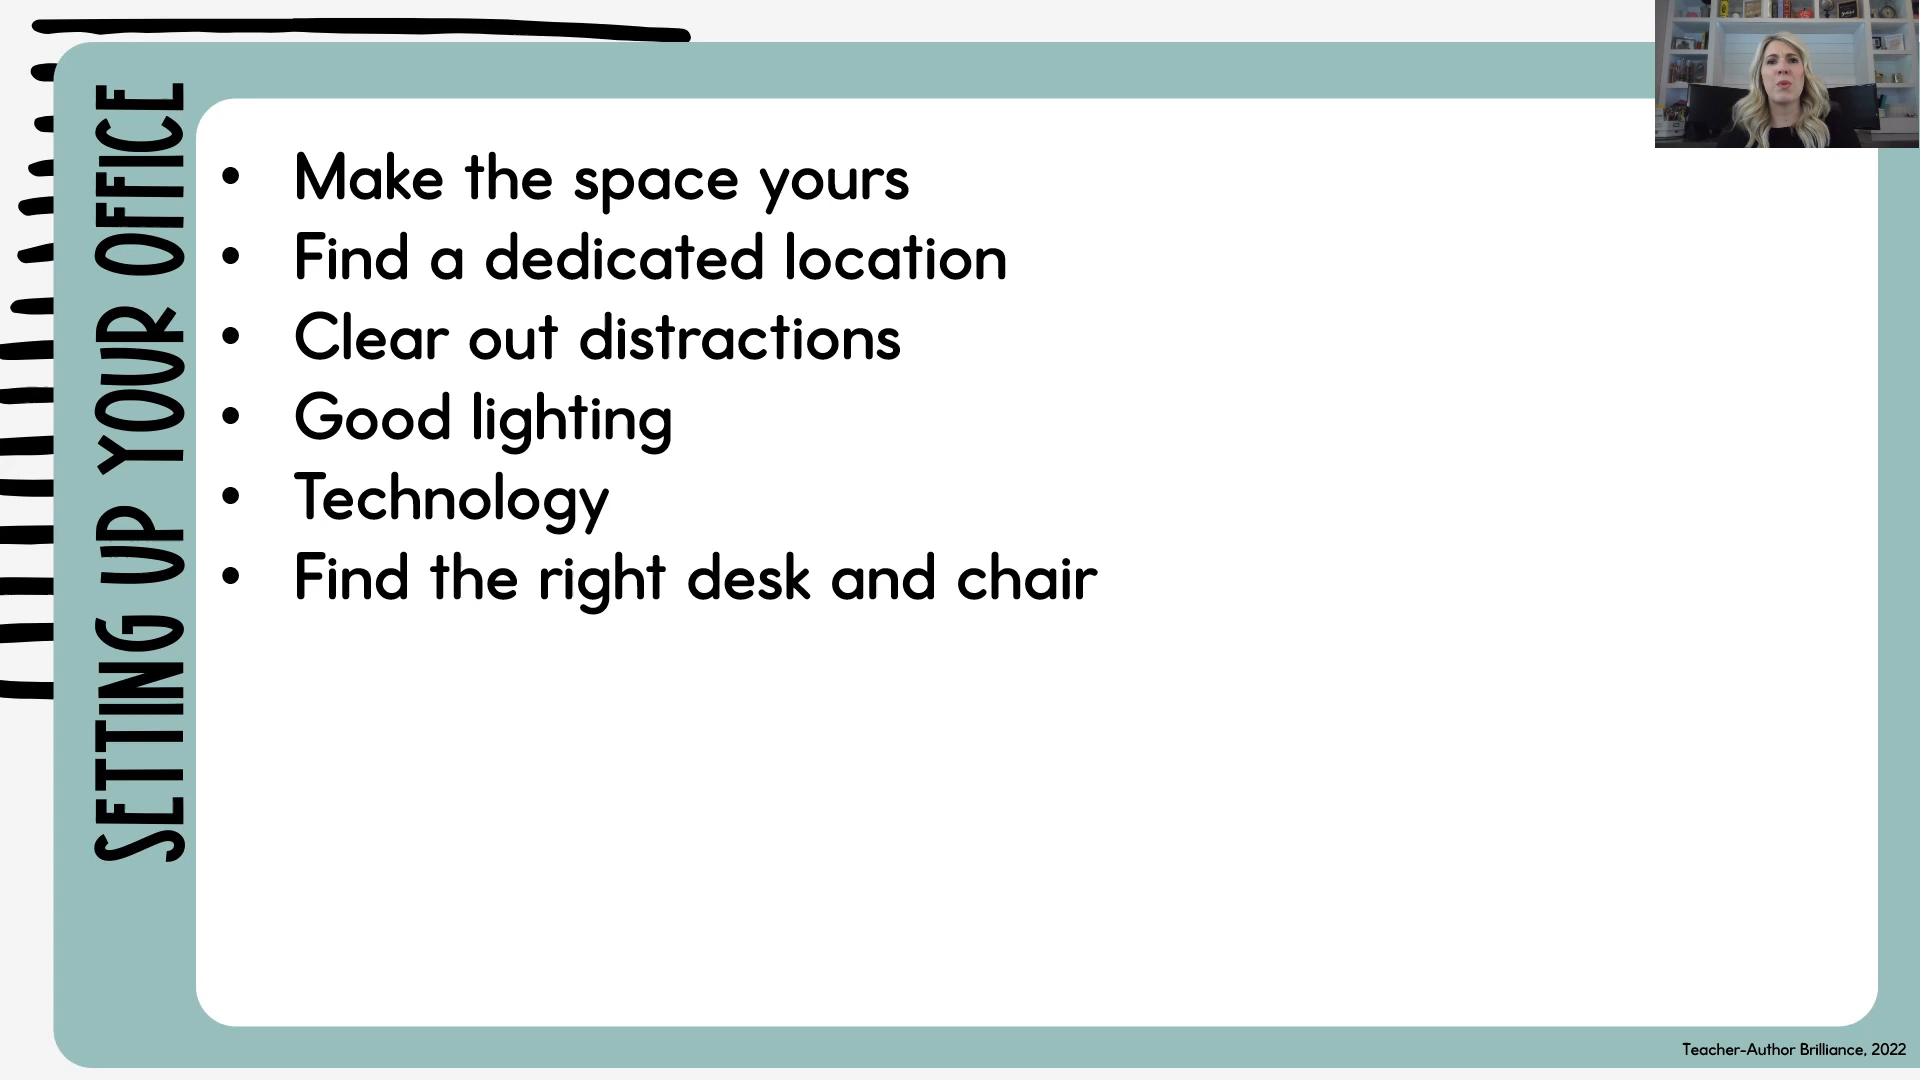 SETTING UP YOUR OFFICE
• Make the space yours
• Find a dedicated location
• Clear out distractions
• Good lighting
• Technology
• Find the right desk and chair
Teacher-Author Brilliance, 2022